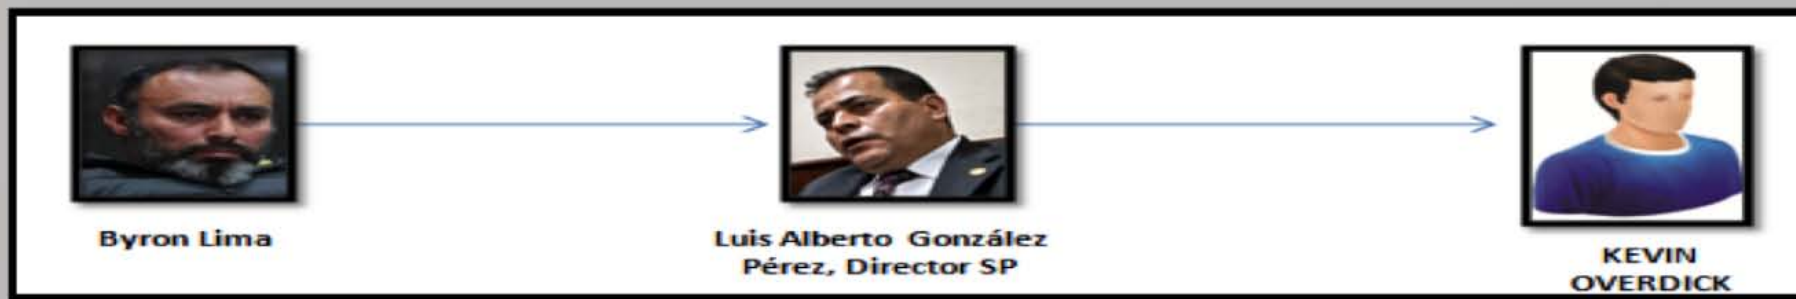 Byron Lima
Luis Alberto González
Pérez, Director SP
KEVIN
OVERDICK